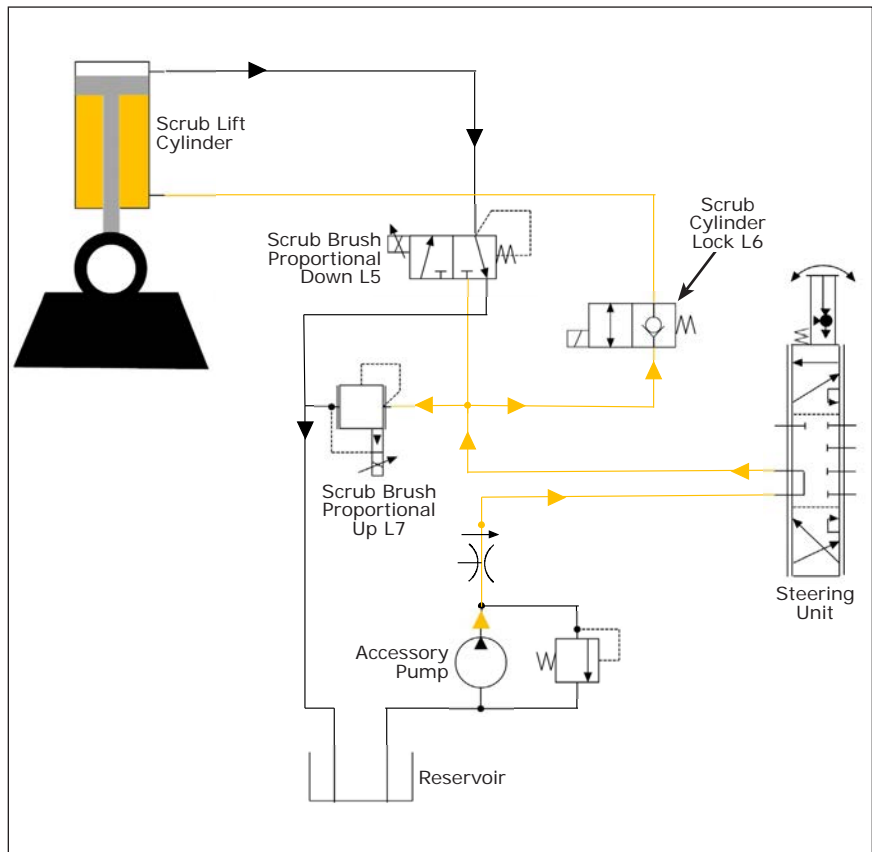 Scrub Lift
Cylinder
Scrub Brush
Proportional
Down L5
Scrub
Cylinder
Lock L6
Scrub Brush
Proportional
Up L7
Steering
Unit
Accessory
Pump
Reservoir